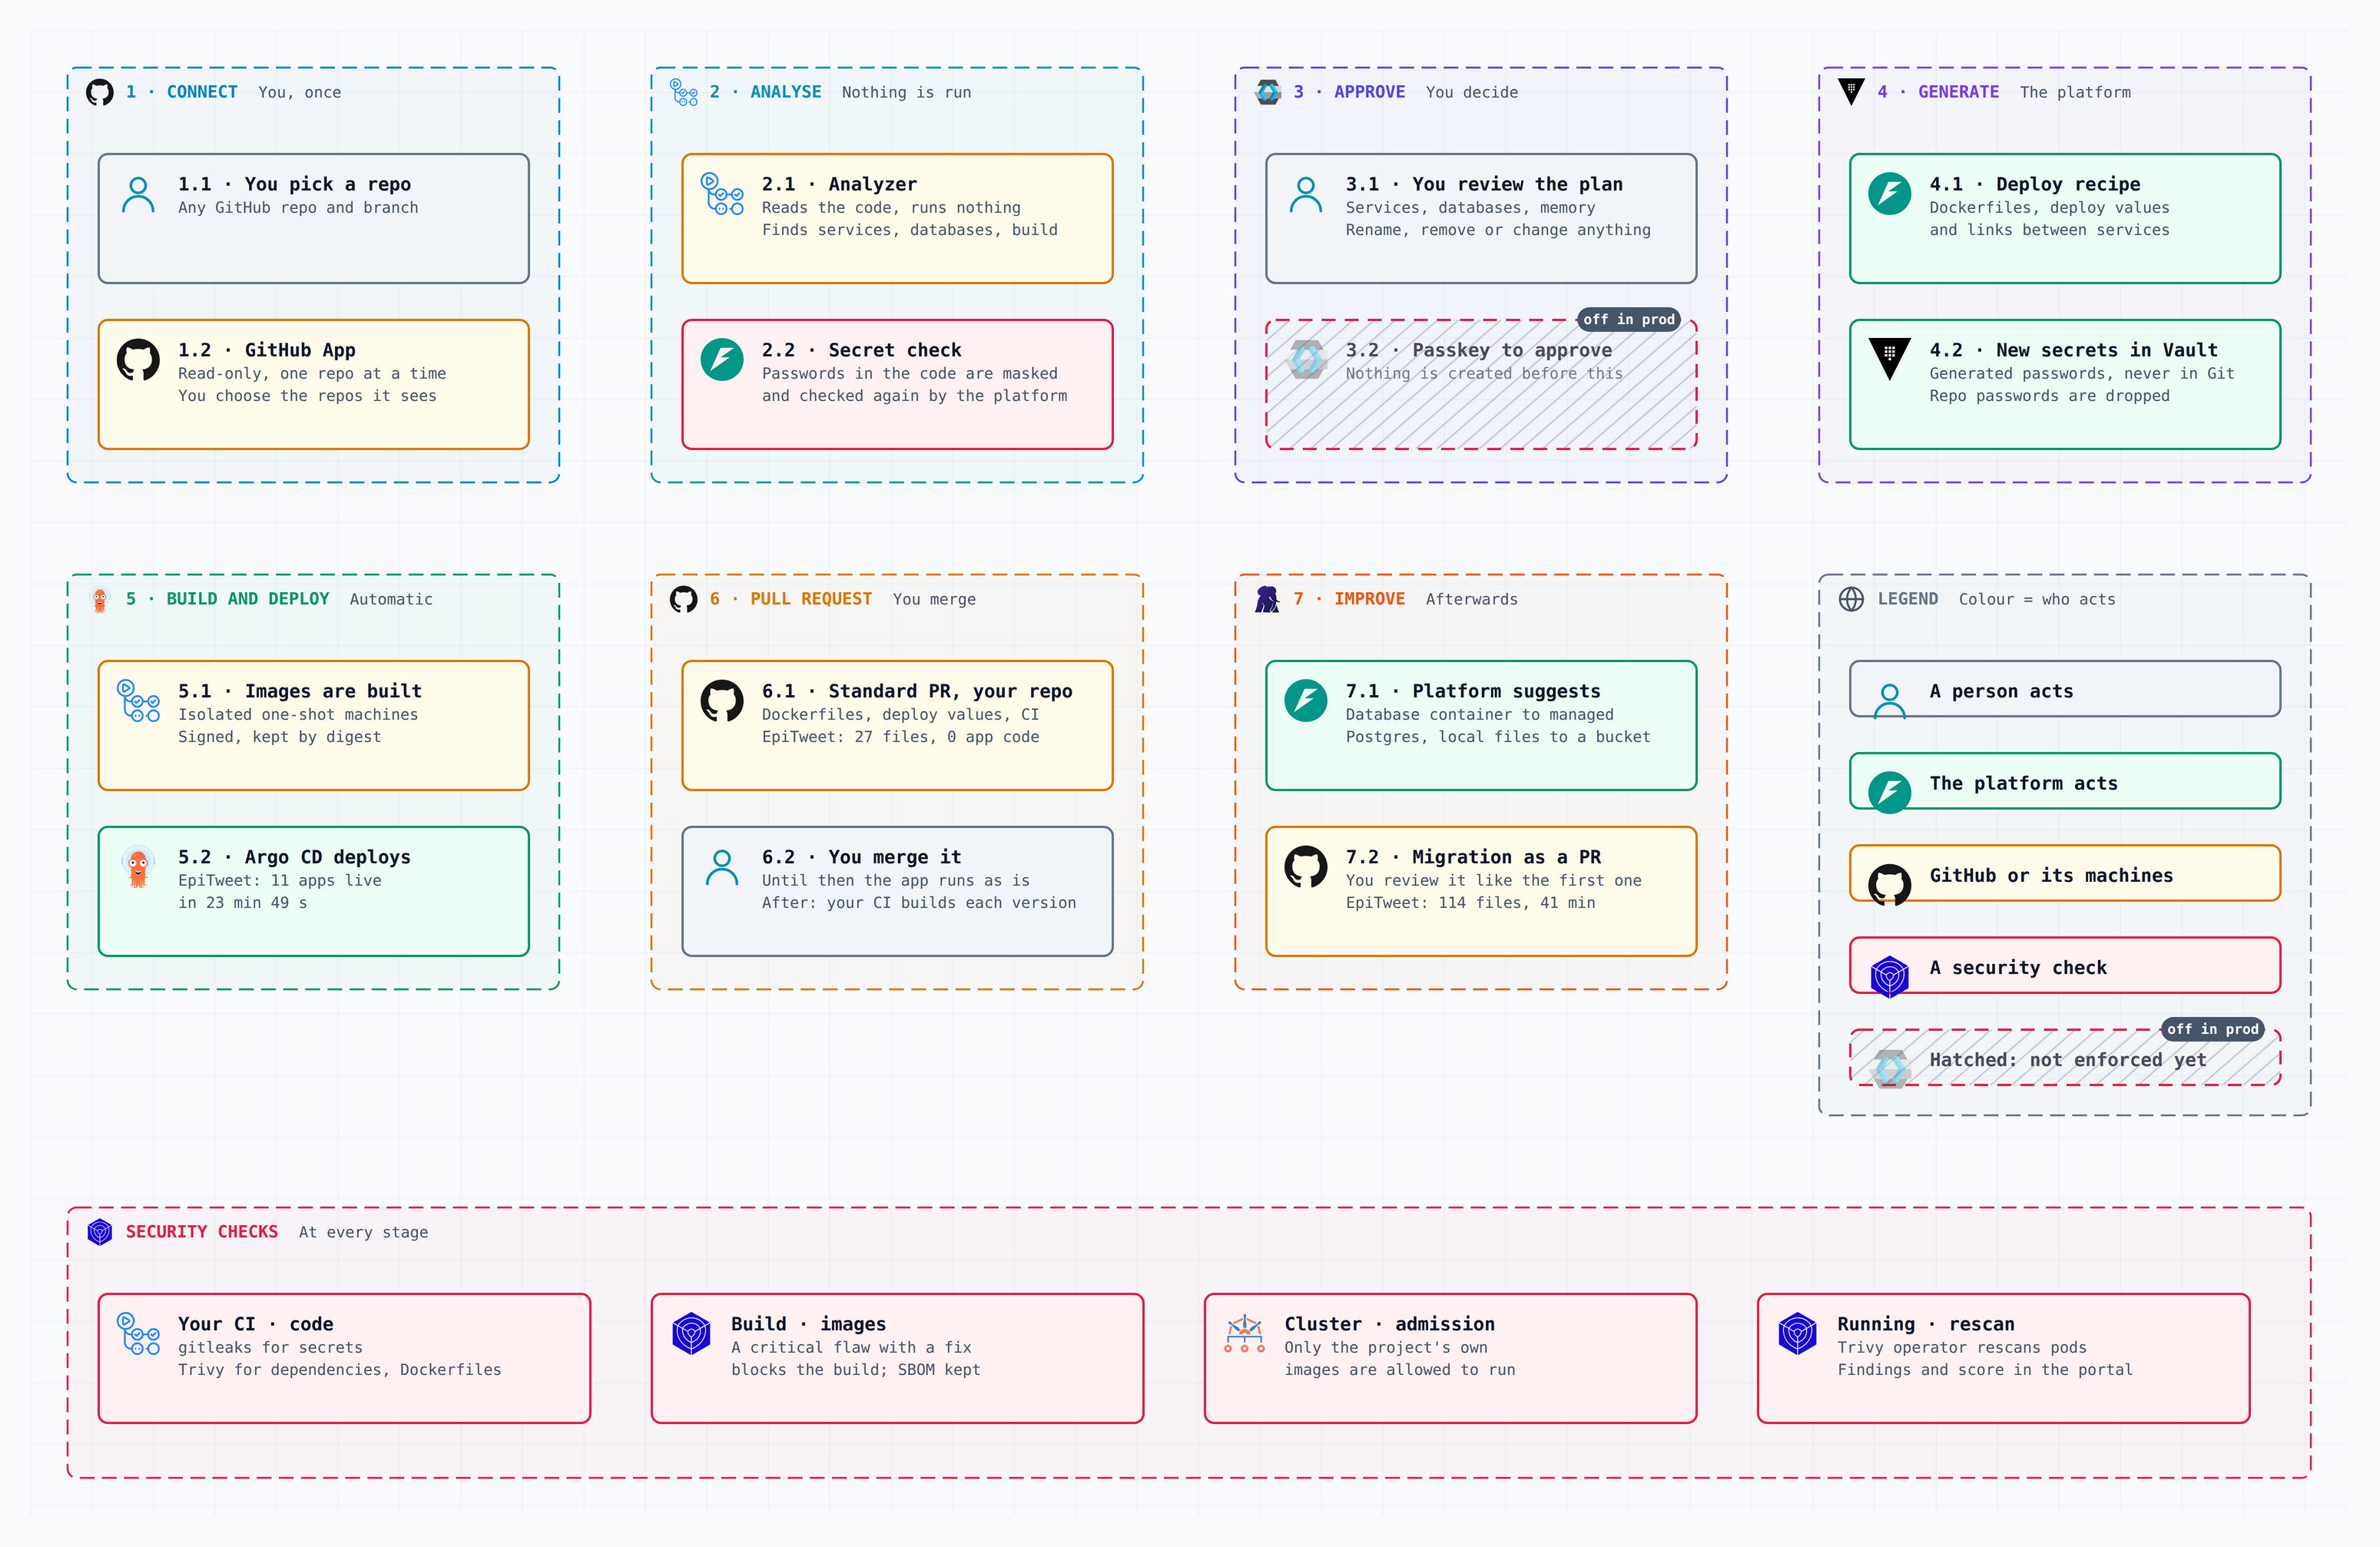 1 · CONNECT You, once
1.1 · You pick a repo
Any GitHub repo and branch
1.2 · GitHub App
Read-only, one repo at a time
You choose the repos it sees
2 · ANALYSE Nothing is run
2.1 · Analyzer
Reads the code, runs nothing
Finds services, databases, build
2.2 · Secret check
Passwords in the code are masked
and checked again by the platform
3 · APPROVE You decide
3.1 · You review the plan
Services, databases, memory
Rename, remove or change anything
off in prod
3.2 · Passkey to approve
Nothing is created before this
4 · GENERATE The platform
4.1 · Deploy recipe
Dockerfiles, deploy values
and links between services
4.2 · New secrets in Vault
Generated passwords, never in Git
Repo passwords are dropped
5 · BUILD AND DEPLOY Automatic
5.1 · Images are built
Isolated one-shot machines
Signed, kept by digest
5.2 · Argo CD deploys
EpiTweet: 11 apps live
in 23 min 49 s
6 · PULL REQUEST You merge
6.1 · Standard PR, your repo
Dockerfiles, deploy values, CI
EpiTweet: 27 files, 0 app code
6.2 · You merge it
Until then the app runs as is
After: your CI builds each version
7 · IMPROVE Afterwards
7.1 · Platform suggests
Database container to managed
Postgres, local files to a bucket
7.2 · Migration as a PR
You review it like the first one
EpiTweet: 114 files, 41 min
LEGEND Colour = who acts
A person acts
The platform acts
GitHub or its machines
A security check
off in prod
Hatched: not enforced yet
SECURITY CHECKS At every stage
Your CI · code
gitleaks for secrets
Trivy for dependencies, Dockerfiles
Build · images
A critical flaw with a fix
blocks the build; SBOM kept
Cluster · admission
Only the project's own
images are allowed to run
Running · rescan
Trivy operator rescans pods
Findings and score in the portal